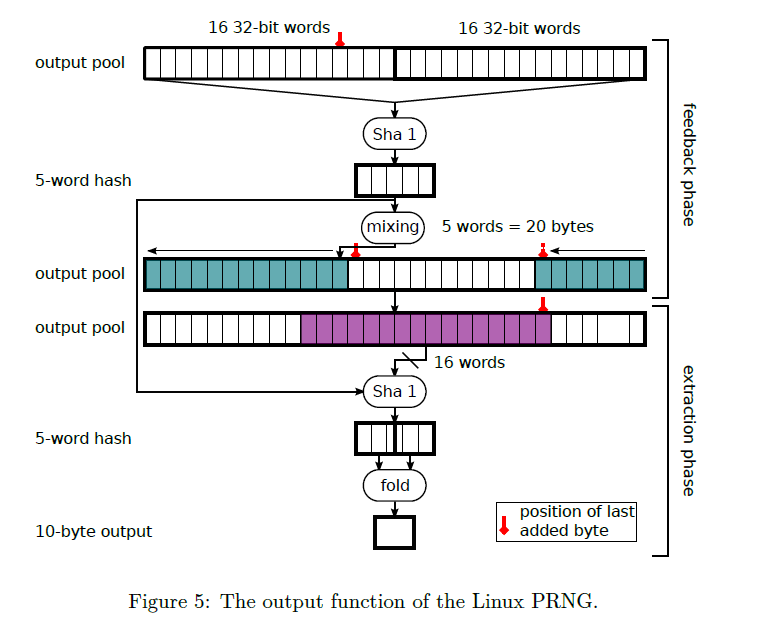 16 32-bit words
16 32-bit words
output pool
Sha 1
5-word hash
feedback phase
mixing
5 words = 20 bytes
output pool
output pool
16 words
Sha 1
extraction phase
5-word hash
fold
position of last
added byte
10-byte output
Figure 5: The output function of the Linux PRNG.